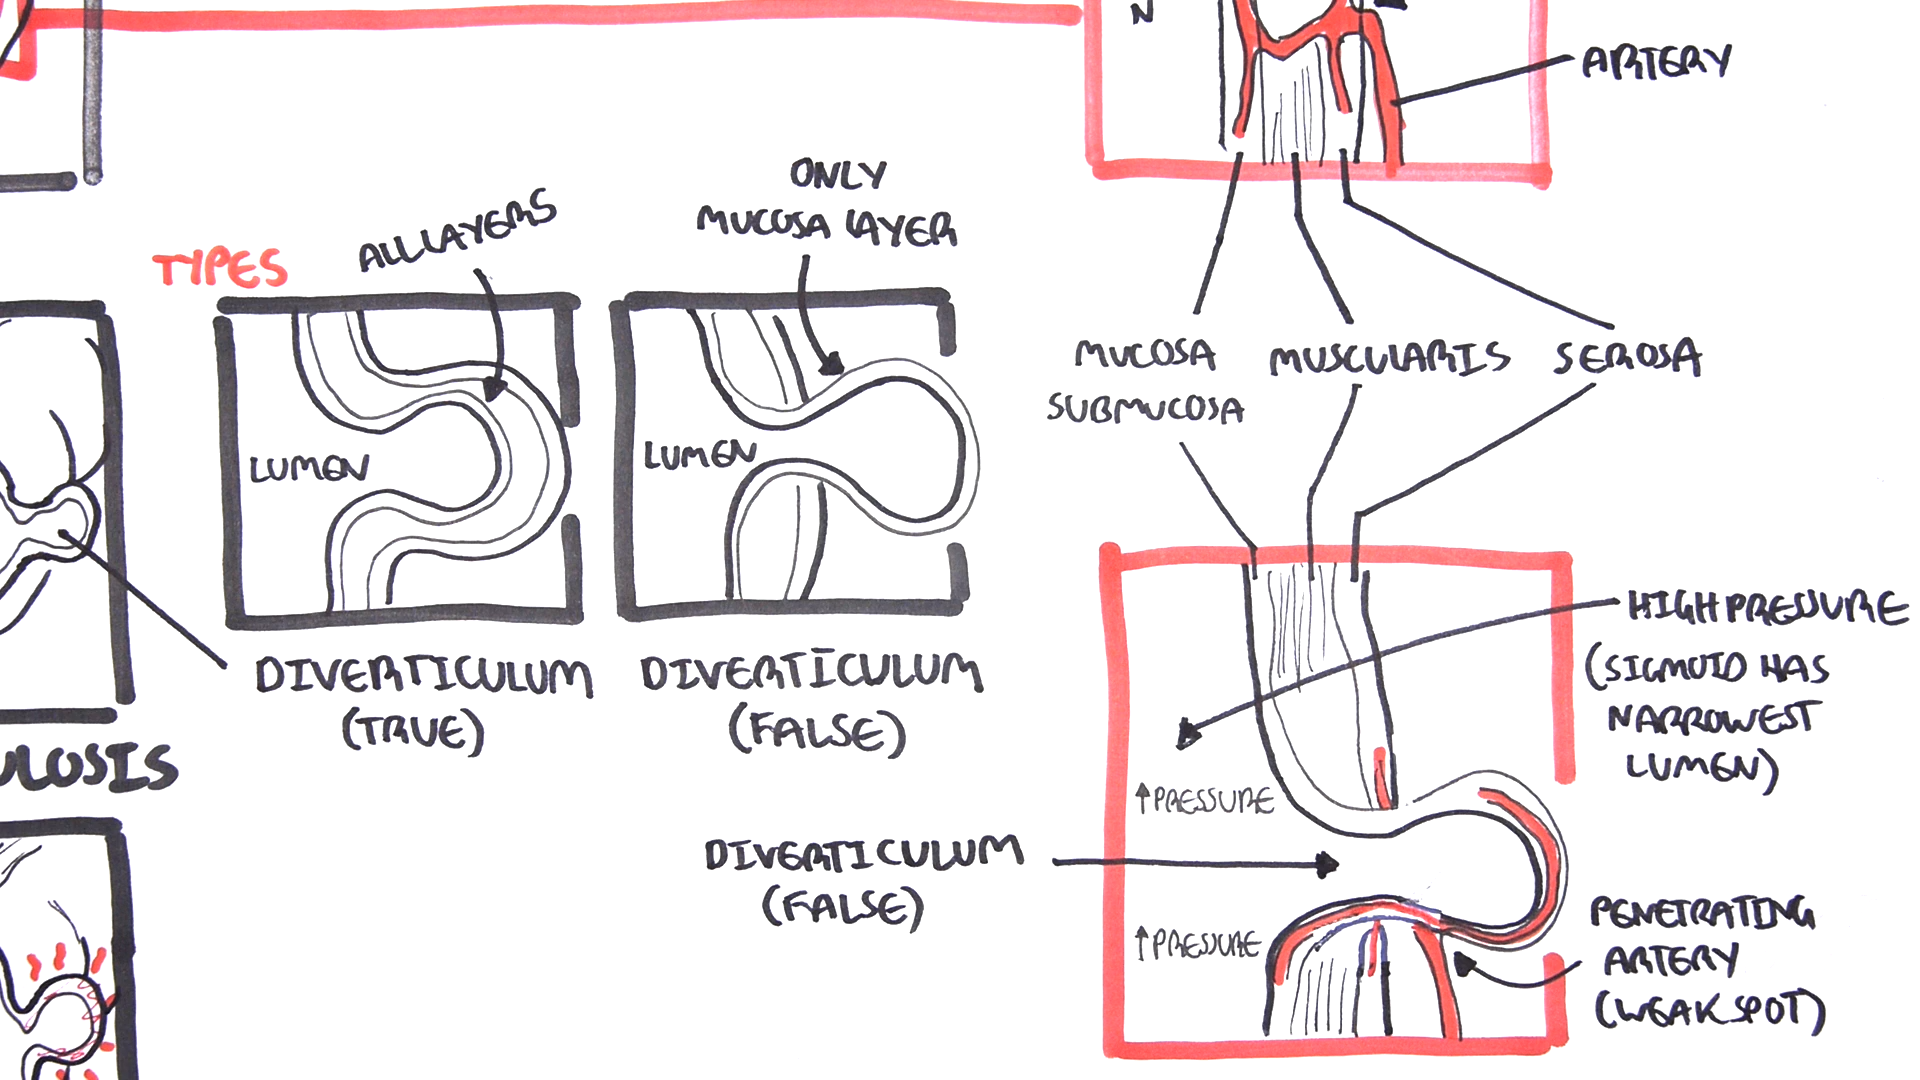 N
ARTERY
TYPES
ALL LAYERS
ONLY
MUCOSA LAYER
LUMEN
LUMEN
DIVERTICULUM
(TRUE)
DIVERTICULUM
(FALSE)
ULOSIS
MUCOSA
SUBMUCOSA
MUSCULARIS
SEROSA
HIGH PRESSURE
(SIGMOID HAS
NARROWEST
LUMEN)
↑PRESSURE
DIVERTICULUM
(FALSE)
↑PRESSURE
PENETRATING
ARTERY
(WEAK SPOT)